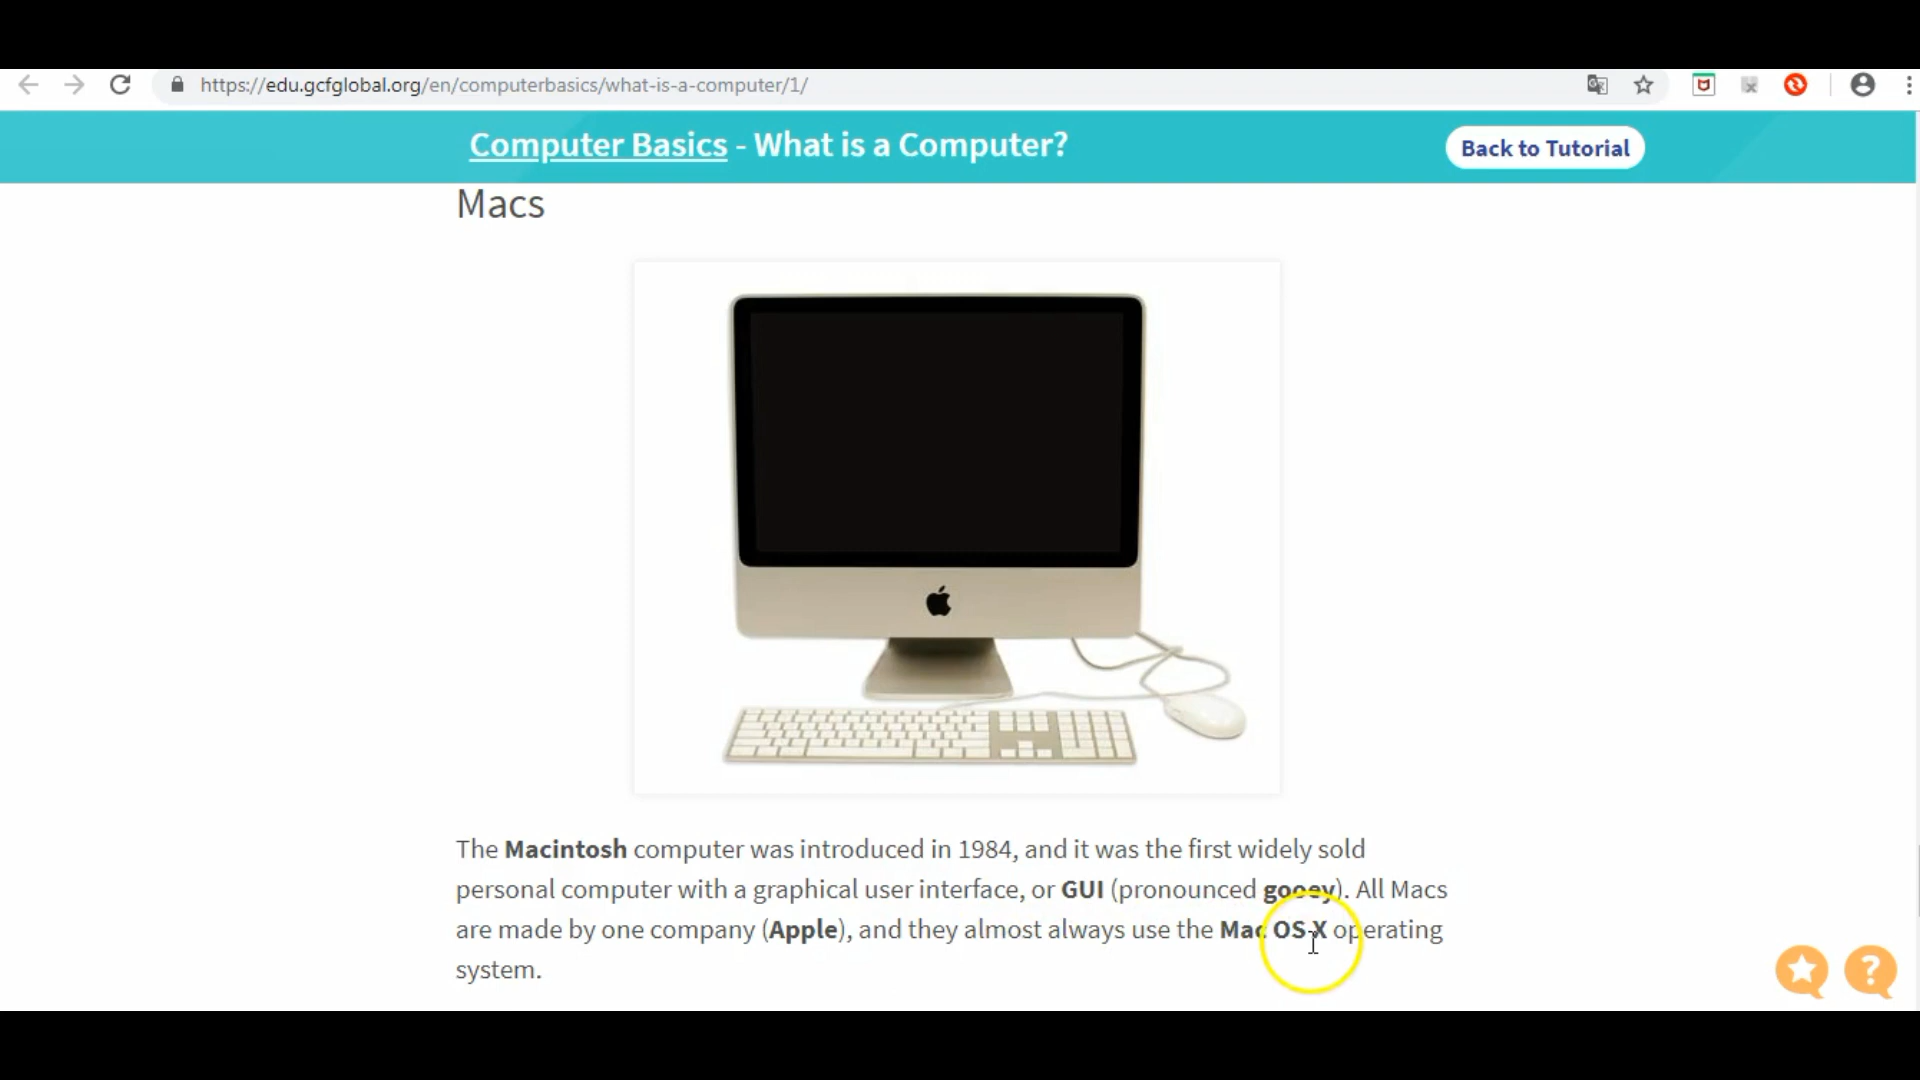 https://edu.gcfglobal.org/en/computerbasics/what-is-a-computer/1/
Computer Basics - What is a Computer?
Back to Tutorial
Macs
The Macintosh computer was introduced in 1984, and it was the first widely sold
personal computer with a graphical user interface, or GUI (pronounced gooey). All Macs
are made by one company (Apple), and they almost always use the Mac OS X operating
system.